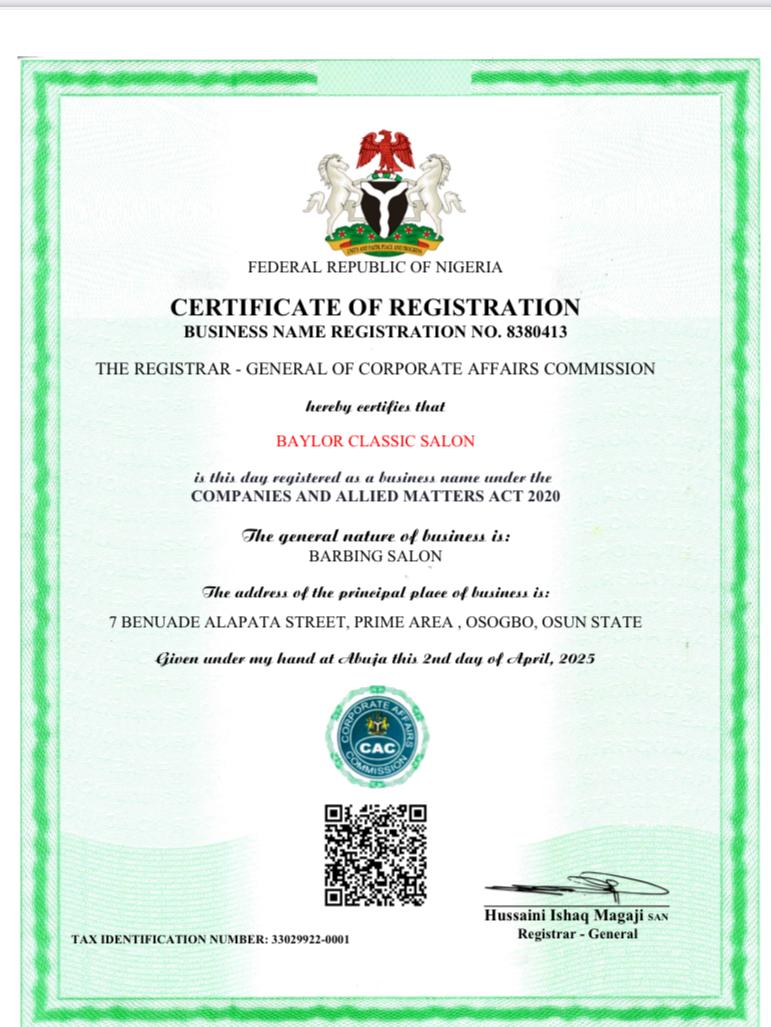 UNITY AND FAITH, PEACE AND PROGRESS
FEDERAL REPUBLIC OF NIGERIA
CERTIFICATE OF REGISTRATION
BUSINESS NAME REGISTRATION NO. 8380413
THE REGISTRAR - GENERAL OF CORPORATE AFFAIRS COMMISSION
hereby certifies that
BAYLOR CLASSIC SALON
is this day registered as a business name under the
COMPANIES AND ALLIED MATTERS ACT 2020
The general nature of business is:
BARBING SALON
The address of the principal place of business is:
7 BENUADE ALAPATA STREET, PRIME AREA , OSOGBO, OSUN STATE
Given under my hand at Abuja this 2nd day of April, 2025
CORPORATE AFFAIRS
CAC
COMMISSION
Hussaini Ishaq Magaji SAN
Registrar - General
TAX IDENTIFICATION NUMBER: 33029922-0001